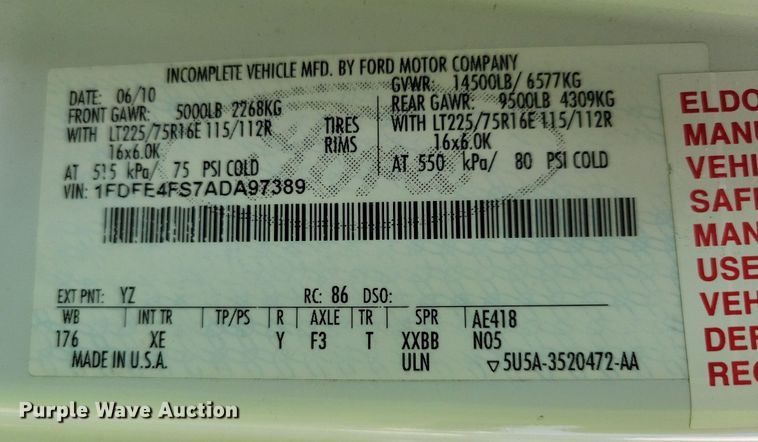 INCOMPLETE VEHICLE MFD. BY FORD MOTOR COMPANY
DATE: 06/10 GVWR: 14500LB/ 6577KG
FRONT GAWR: 5000LB 2268KG REAR GAWR: 9500LB 4309KG
WITH LT225/75R16E 115/112R TIRES WITH LT225/75R16E 115/112R
16x6.0K RIMS 16x6.0K
AT 515 kPa/ 75 PSI COLD AT 550 kPa/ 80 PSI COLD
VIN: 1FDFE4FS7ADA97389
EXT PNT: YZ RC: 86 DSO:
WB INT TR TP/PS R AXLE TR SPR AE418
176 XE Y F3 T XXBB N05
MADE IN U.S.A. ULN ▽5U5A-3520472-AA
ELDO
MANU
VEHI
SAFE
MAN
USE
VEH
DEF
REC
Purple Wave Auction